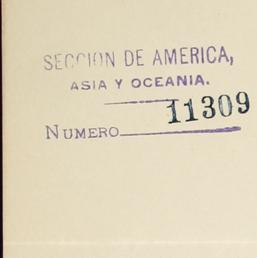 SECCION DE AMERICA,
ASIA Y OCEANIA.
11309
NUMERO